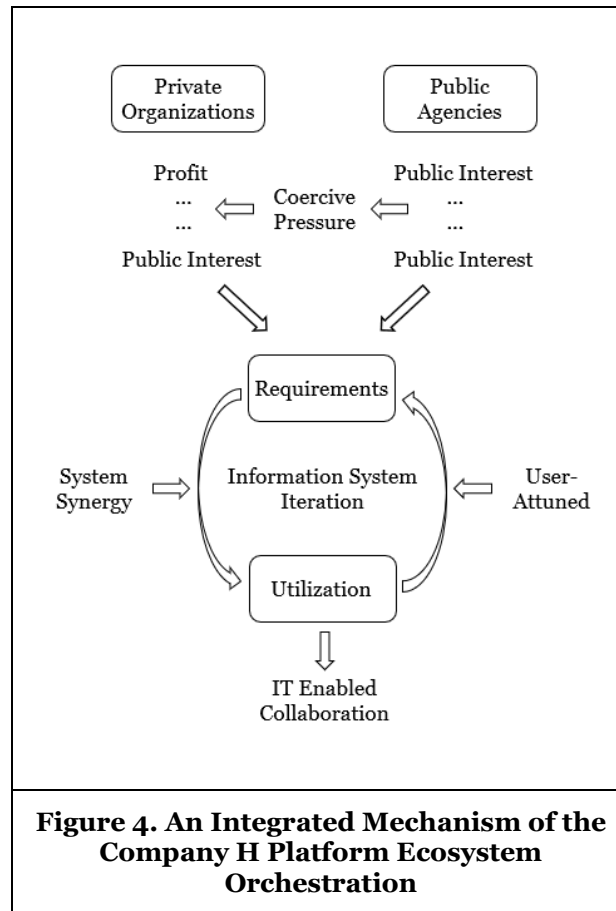 Private
Organizations
Public
Agencies
Profit
...
...
Public Interest
Coercive
Pressure
Public Interest
...
...
Public Interest
Requirements
System
Synergy
Information System
Iteration
User-
Attuned
Utilization
IT Enabled
Collaboration
Figure 4. An Integrated Mechanism of the
Company H Platform Ecosystem
Orchestration